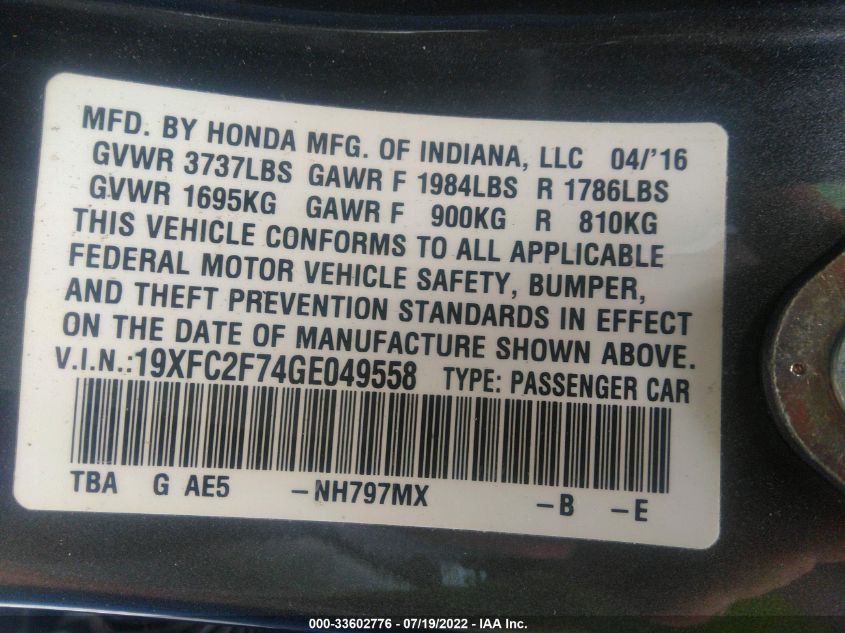 MFD. BY HONDA MFG. OF INDIANA, LLC 04/'16
GVWR 3737LBS GAWR F 1984LBS R 1786LBS
GVWR 1695KG GAWR F 900KG R 810KG
THIS VEHICLE CONFORMS TO ALL APPLICABLE
FEDERAL MOTOR VEHICLE SAFETY, BUMPER,
AND THEFT PREVENTION STANDARDS IN EFFECT
ON THE DATE OF MANUFACTURE SHOWN ABOVE.
V.I.N.:19XFC2F74GE049558 TYPE: PASSENGER CAR
TBA G AE5 -NH797MX -B -E
000-33602776 - 07/19/2022 - IAA Inc.